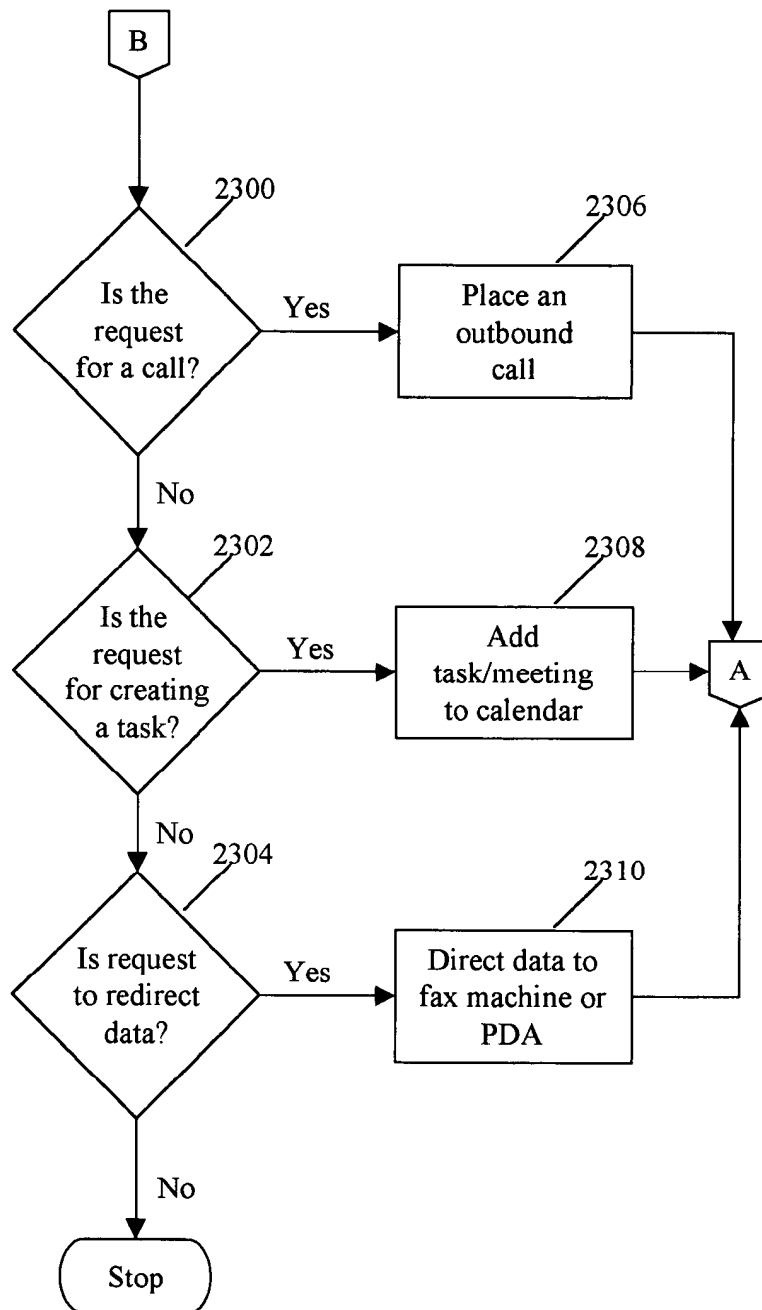 B
2300
Is the
request
for a call?
Yes
2306
Place an
outbound
call
No
2302
Is the
request
for creating
a task?
Yes
2308
Add
task/meeting
to calendar
A
No
2304
Is request
to redirect
data?
Yes
2310
Direct data to
fax machine or
PDA
No
Stop